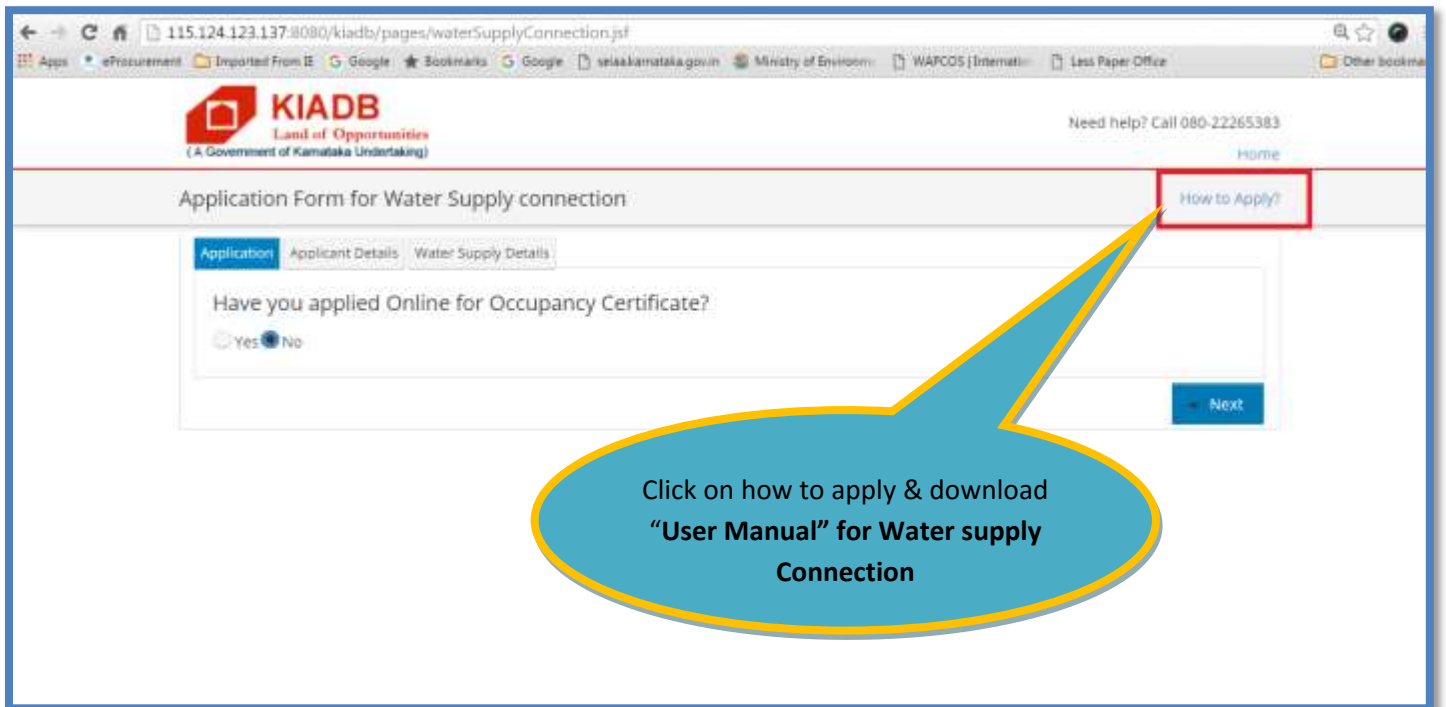 115.124.123.137:8080/kiadb/pages/waterSupplyConnection.jsf
Apps eProcurement Imported From IE Google Bookmarks Google seiaa.karnataka.gov.in Ministry of Environm WAPCOS (Internatio Less Paper Office Other bookma
KIADB
Land of Opportunities
( A Government of Karnataka Undertaking)
Need help? Call 080-22265383
Home
Application Form for Water Supply connection
How to Apply?
Application Applicant Details Water Supply Details
Have you applied Online for Occupancy Certificate?
Yes No
Next
Click on how to apply & download
“User Manual” for Water supply
Connection